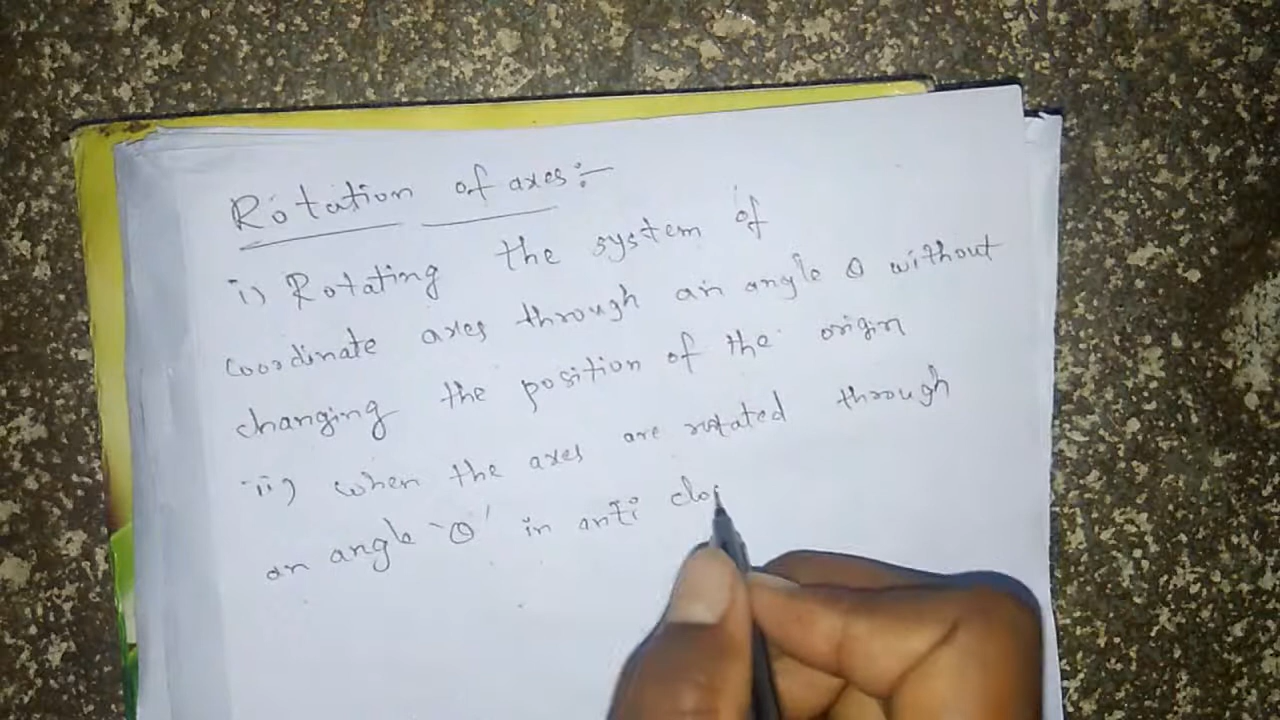 Rotation of axes:-
i) Rotating the system of
Coordinate axes through an angle θ without
changing the position of the origin
ii) when the axes are rotated through
an angle 'θ' in anti clo